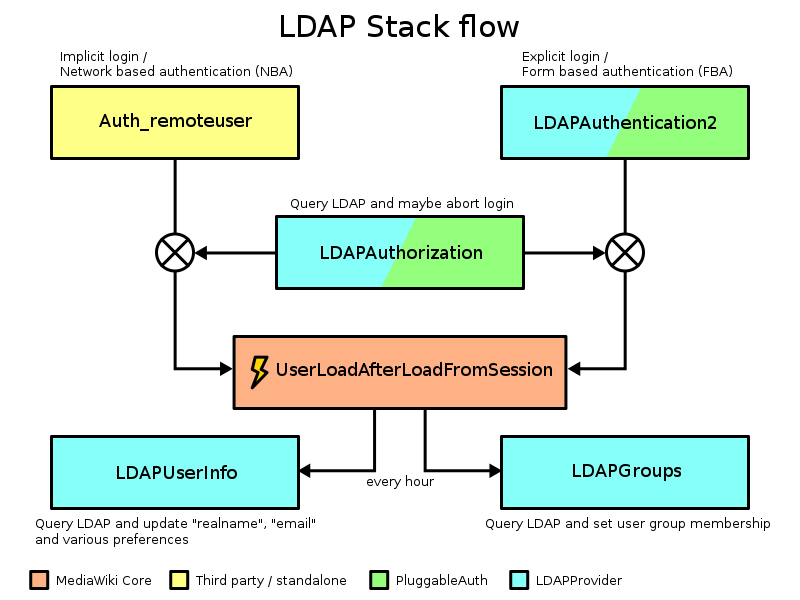 LDAP Stack flow
Implicit login /
Network based authentication (NBA)
Explicit login /
Form based authentication (FBA)
Auth_remoteuser
LDAPAuthentication2
Query LDAP and maybe abort login
LDAPAuthorization
UserLoadAfterLoadFromSession
LDAPUserInfo
every hour
LDAPGroups
Query LDAP and update "realname", "email"
and various preferences
Query LDAP and set user group membership
MediaWiki Core
Third party / standalone
PluggableAuth
LDAPProvider